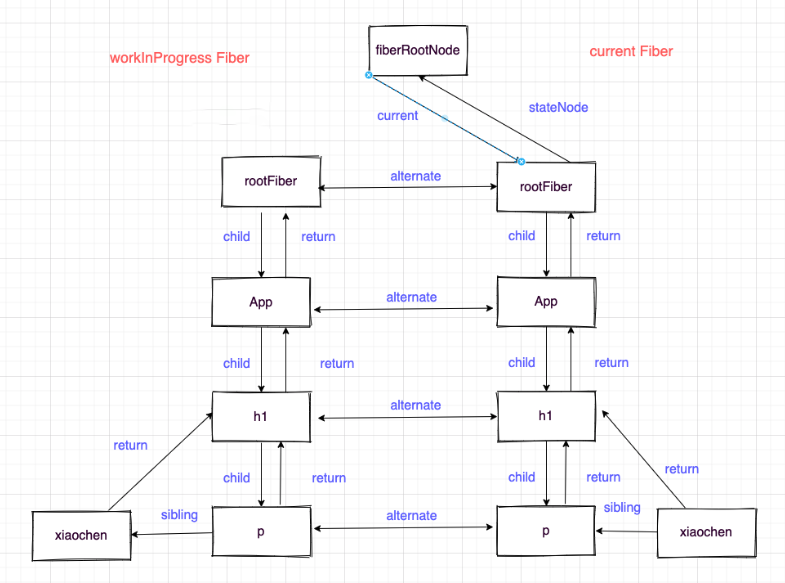 fiberRootNode
workInProgress Fiber
current Fiber
current
stateNode
rootFiber
alternate
rootFiber
child
return
child
return
App
alternate
App
child
return
child
return
h1
alternate
h1
return
child
return
child
return
return
xiaochen
sibling
p
alternate
p
sibling
xiaochen